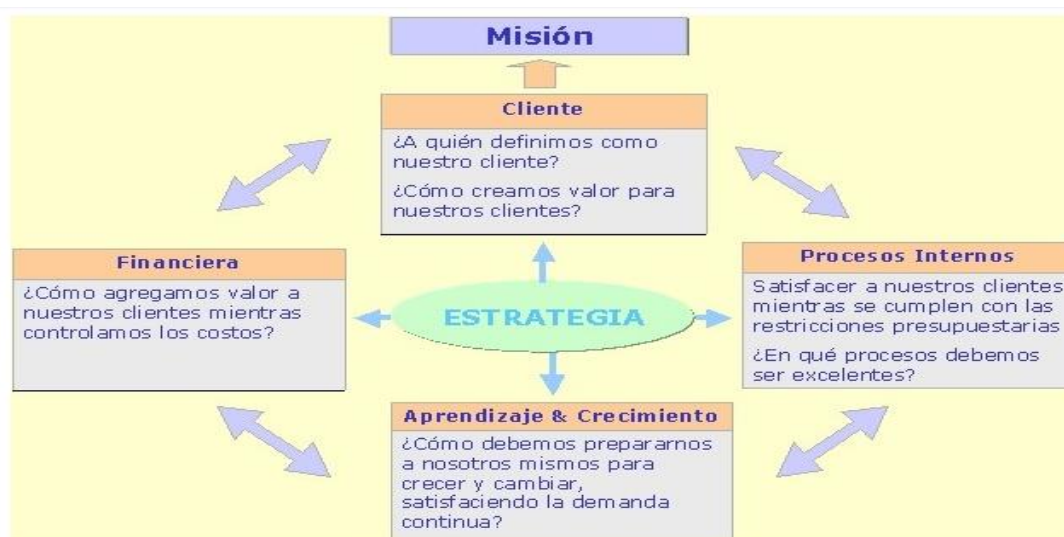 Misión
Cliente
¿A quién definimos como
nuestro cliente?
¿Cómo creamos valor para
nuestros clientes?
Financiera
¿Cómo agregamos valor a
nuestros clientes mientras
controlamos los costos?
ESTRATEGIA
Procesos Internos
Satisfacer a nuestros clientes
mientras se cumplen con las
restricciones presupuestarias
¿En qué procesos debemos
ser excelentes?
Aprendizaje & Crecimiento
¿Cómo debemos prepararnos
a nosotros mismos para
crecer y cambiar,
satisfaciendo la demanda
continua?